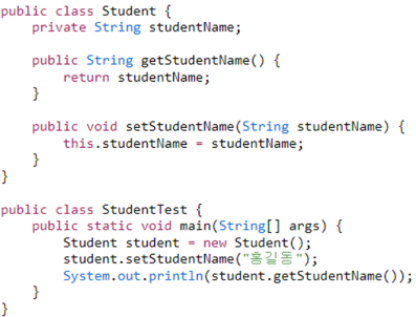 public class Student {
    private String studentName;

    public String getStudentName() {
        return studentName;
    }

    public void setStudentName(String studentName) {
        this.studentName = studentName;
    }
}

public class StudentTest {
    public static void main(String[] args) {
        Student student = new Student();
        student.setStudentName("홍길동");
        System.out.println(student.getStudentName());
    }
}